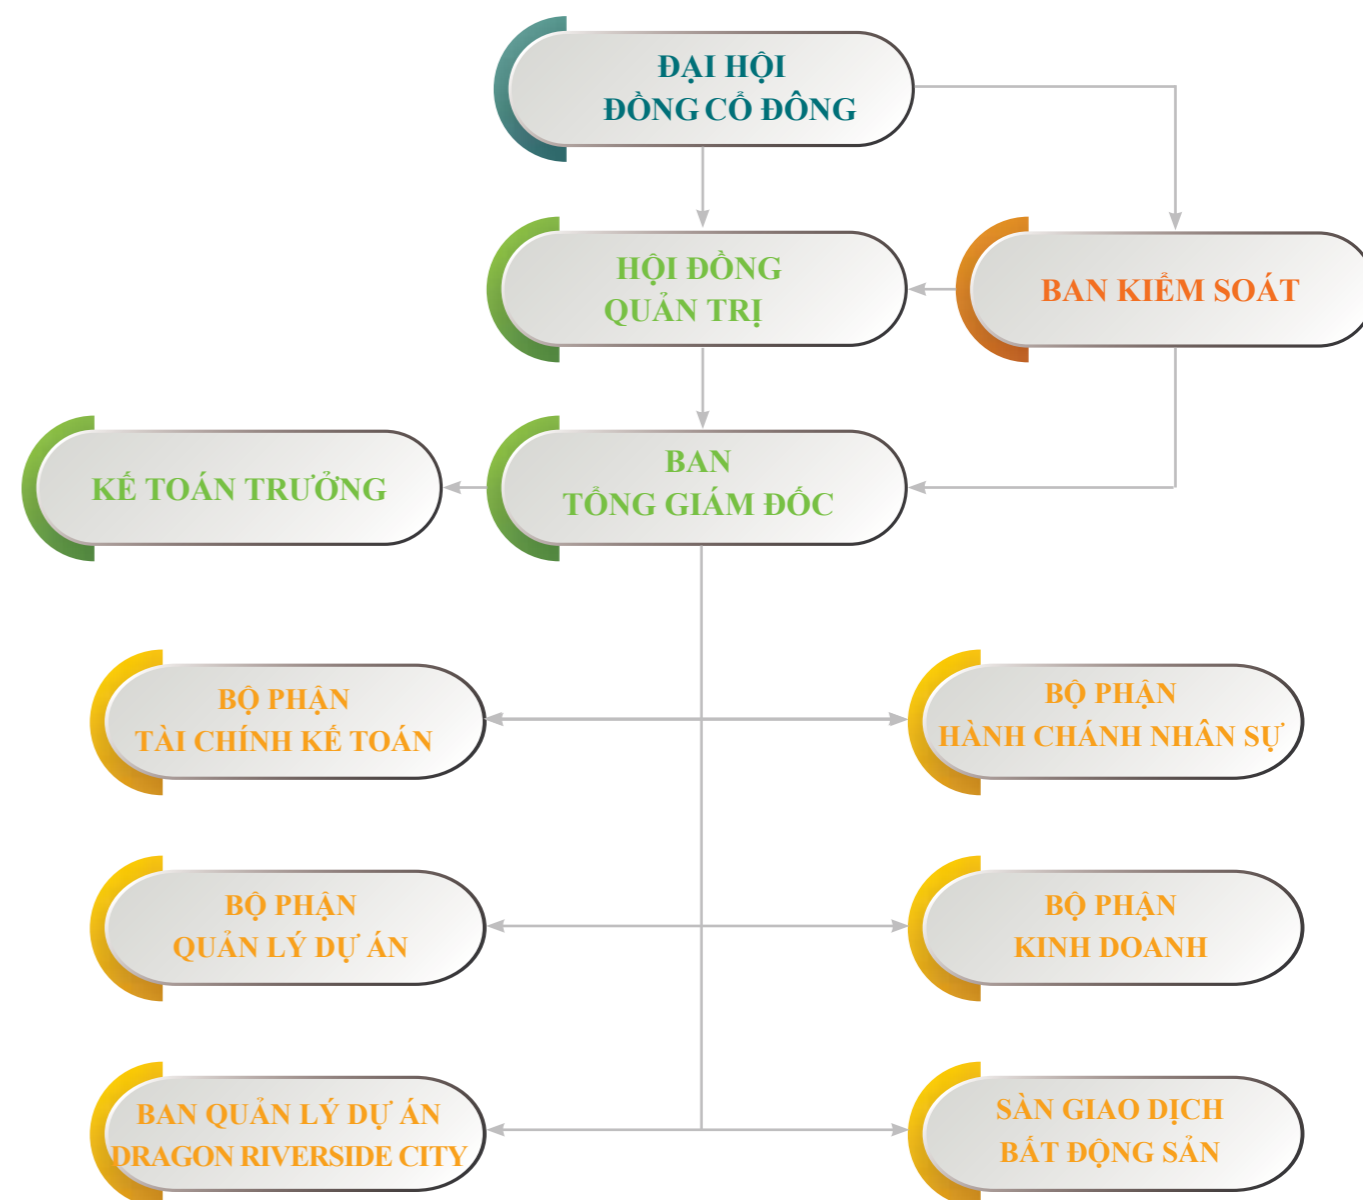 ĐẠI HỘI
ĐỒNG CỔ ĐÔNG
HỘI ĐỒNG
QUẢN TRỊ
BAN KIỂM SOÁT
KẾ TOÁN TRƯỞNG
BAN
TỔNG GIÁM ĐỐC
BỘ PHẬN
TÀI CHÍNH KẾ TOÁN
BỘ PHẬN
HÀNH CHÁNH NHÂN SỰ
BỘ PHẬN
QUẢN LÝ DỰ ÁN
BỘ PHẬN
KINH DOANH
BAN QUẢN LÝ DỰ ÁN
DRAGON RIVERSIDE CITY
SÀN GIAO DỊCH
BẤT ĐỘNG SẢN